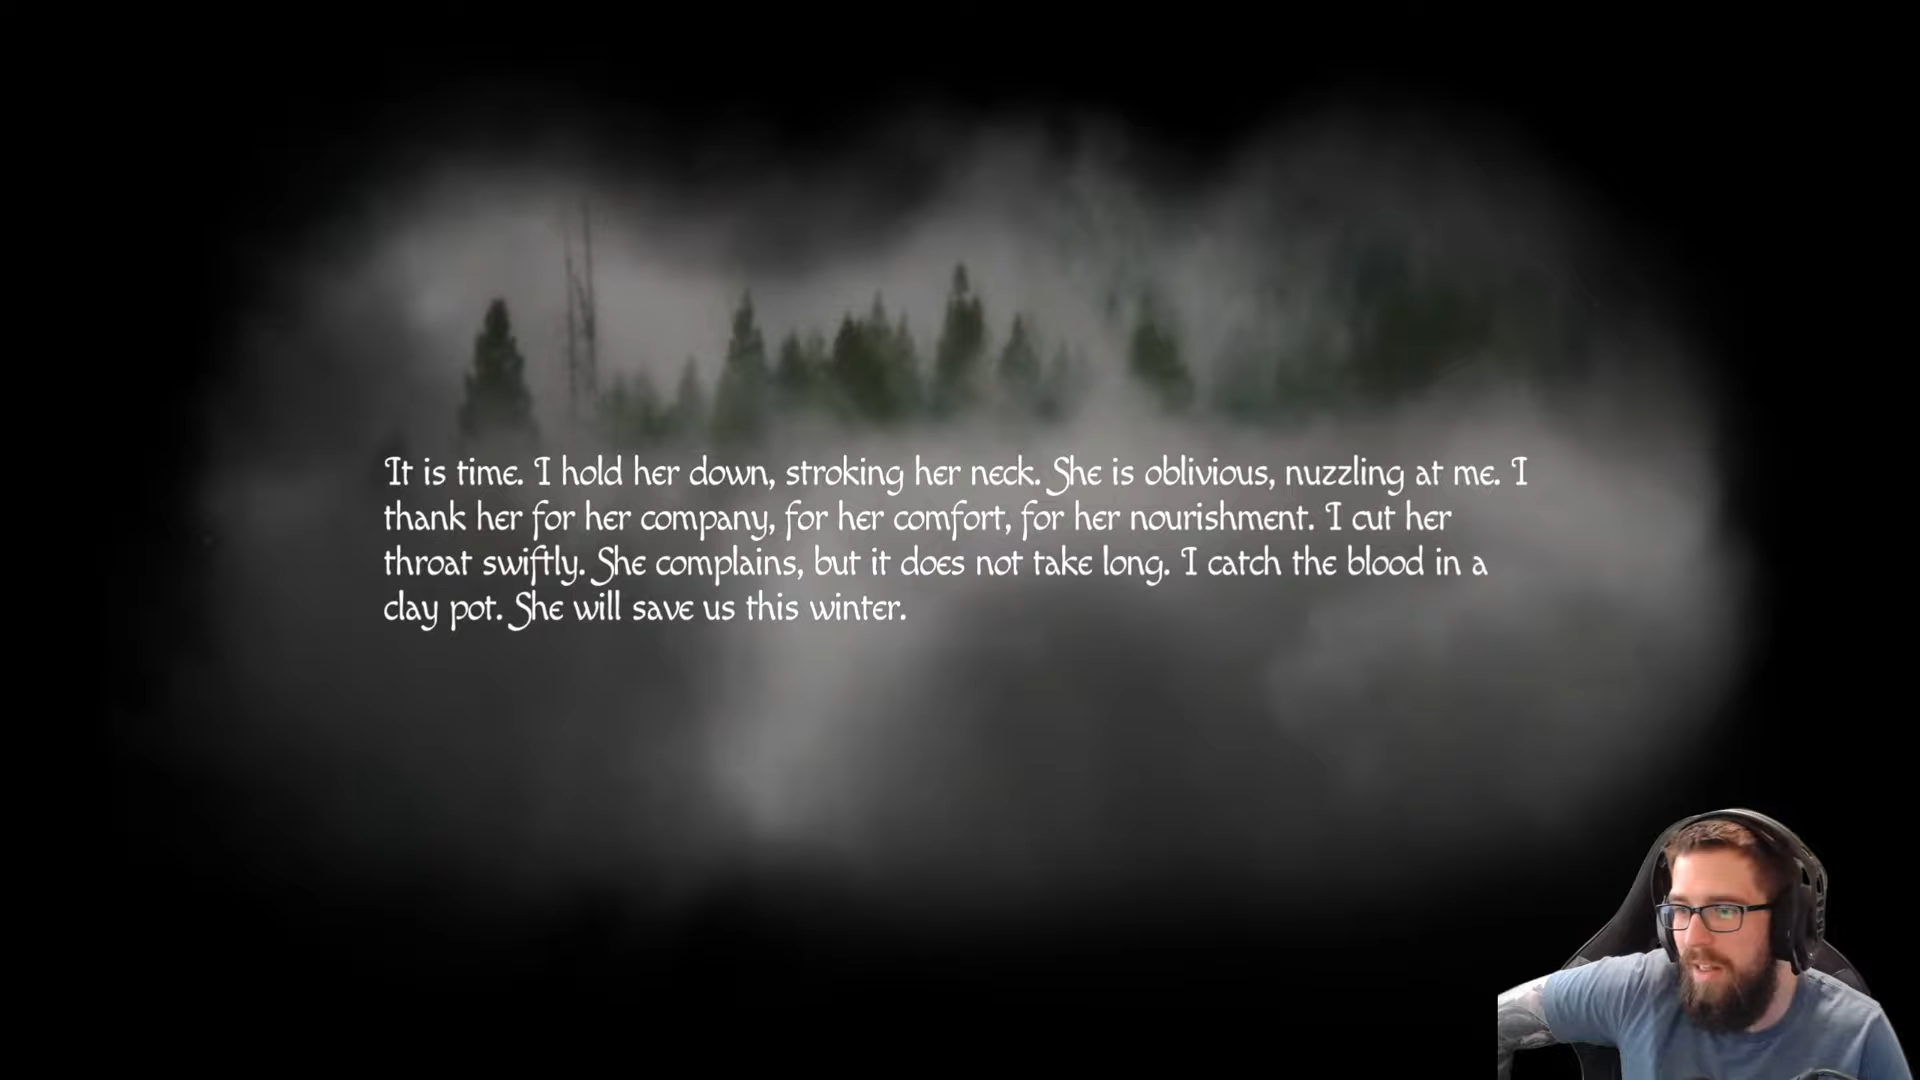 It is time. I hold her down, stroking her neck. She is oblivious, nuzzling at me. I
thank her for her company, for her comfort, for her nourishment. I cut her
throat swiftly. She complains, but it does not take long. I catch the blood in a
clay pot. She will save us this winter.